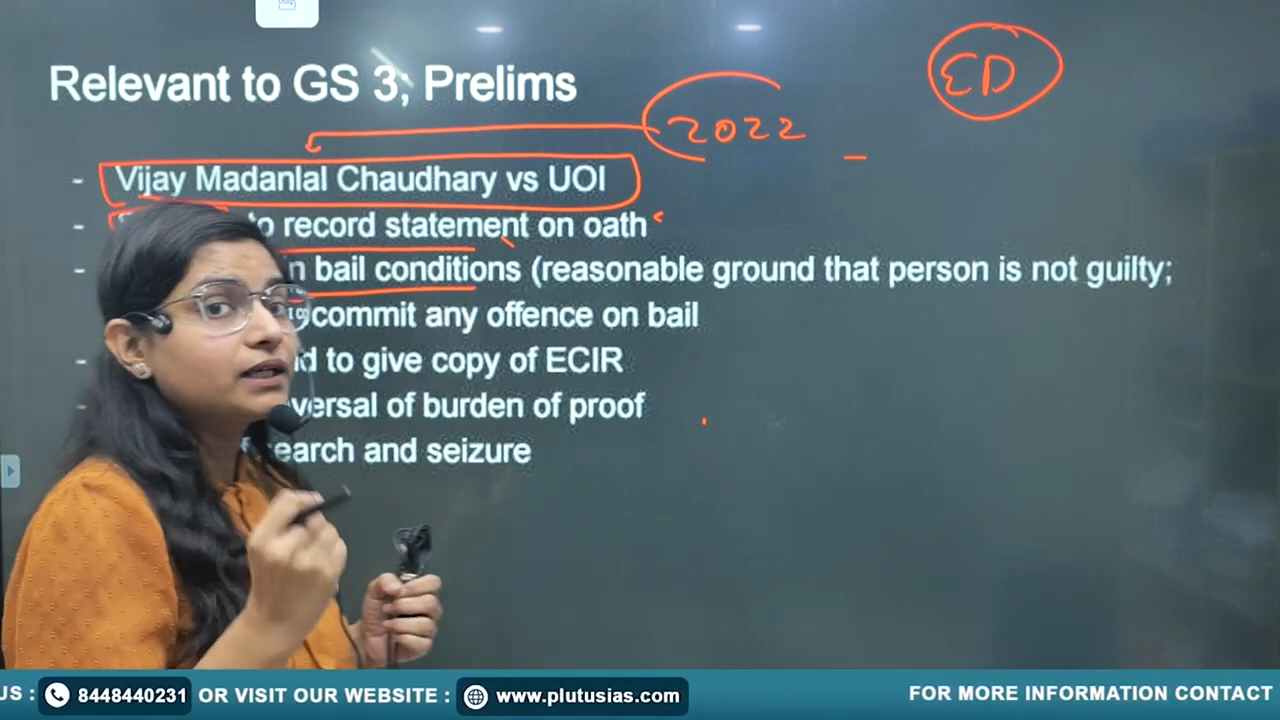 Relevant to GS 3; Prelims
ED
2022
- Vijay Madanlal Chaudhary vs UOI
- to record statement on oath
- bail conditions (reasonable ground that person is not guilty;
commit any offence on bail
- to give copy of ECIR
- of burden of proof
and seizure
US : 8448440231 OR VISIT OUR WEBSITE : www.plutusias.com FOR MORE INFORMATION CONTACT